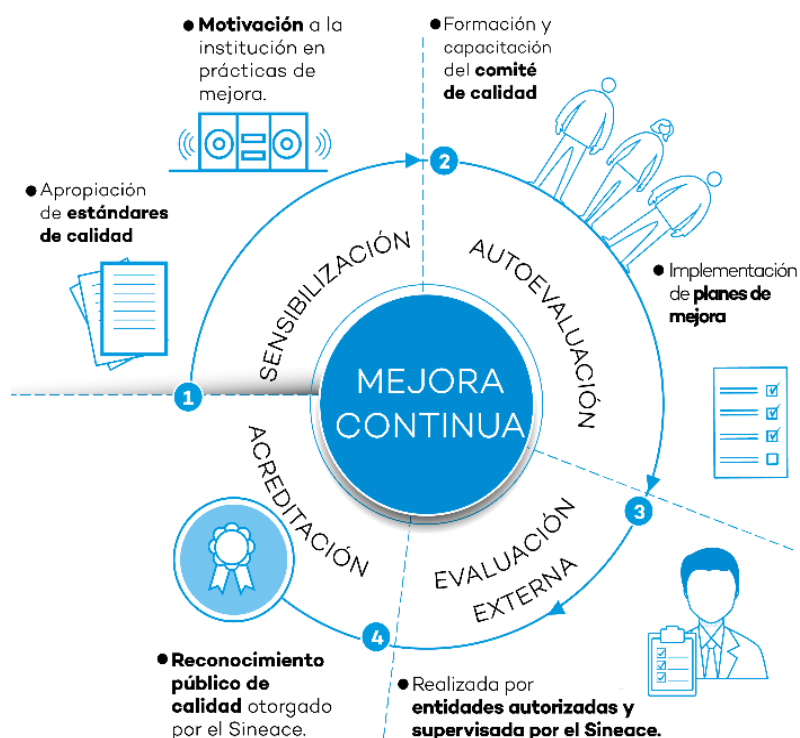 ● Motivación a la
institución en
prácticas de
mejora.
● Formación y
capacitación
del comité
de calidad
● Apropiación
de estándares
de calidad
● Implementación
de planes de
mejora
1
2
3
4
SENSIBILIZACIÓN
AUTOEVALUACIÓN
EVALUACIÓN
EXTERNA
ACREDITACIÓN
MEJORA
CONTINUA
● Reconocimiento
público de
calidad otorgado
por el Sineace.
● Realizada por
entidades autorizadas y
supervisada por el Sineace.